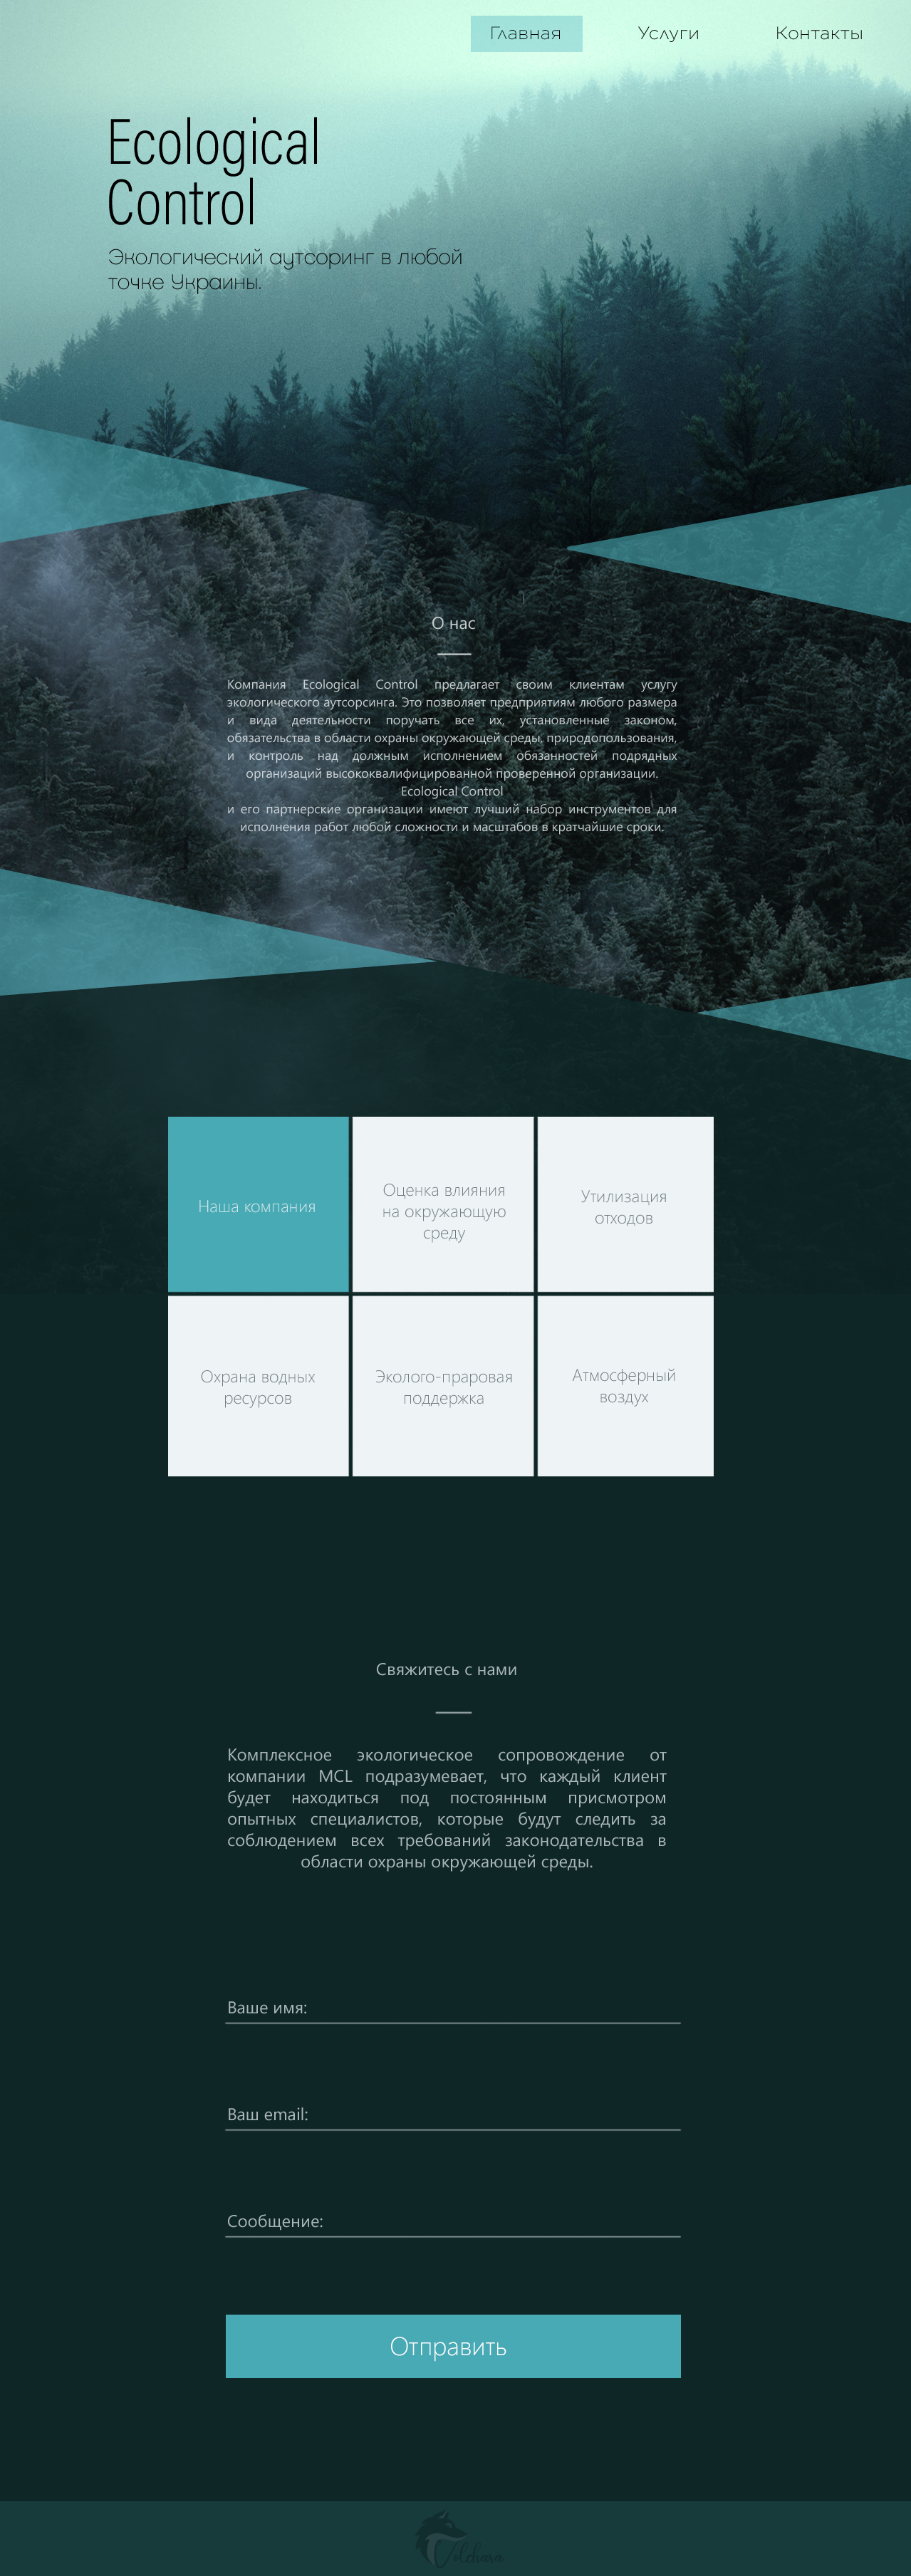 Главная
Услуги
Контакты
Ecological
Control
Экологический аутсоринг в любой
точке Украины.
О нас
Компания Ecological Control предлагает своим клиентам услугу
экологического аутсорсинга. Это позволяет предприятиям любого размера
и вида деятельности поручать все их, установленные законом,
обязательства в области охраны окружающей среды, природопользования,
и контроль над должным исполнением обязанностей подрядных
организаций высококвалифицированной проверенной организации.
Ecological Control
и его партнерские организации имеют лучший набор инструментов для
исполнения работ любой сложности и масштабов в кратчайшие сроки.
Наша компания
Оценка влияния
на окружающую
среду
Утилизация
отходов
Охрана водных
ресурсов
Эколого-праровая
поддержка
Атмосферный
воздух
Свяжитесь с нами
Комплексное экологическое сопровождение от
компании MCL подразумевает, что каждый клиент
будет находиться под постоянным присмотром
опытных специалистов, которые будут следить за
соблюдением всех требований законодательства в
области охраны окружающей среды.
Ваше имя:
Ваш email:
Сообщение:
Отправить